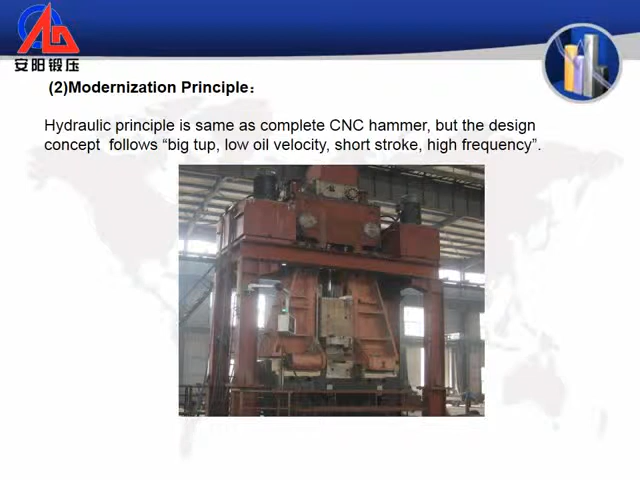 安阳锻压
(2)Modernization Principle：
Hydraulic principle is same as complete CNC hammer, but the design
concept follows “big tup, low oil velocity, short stroke, high frequency”.